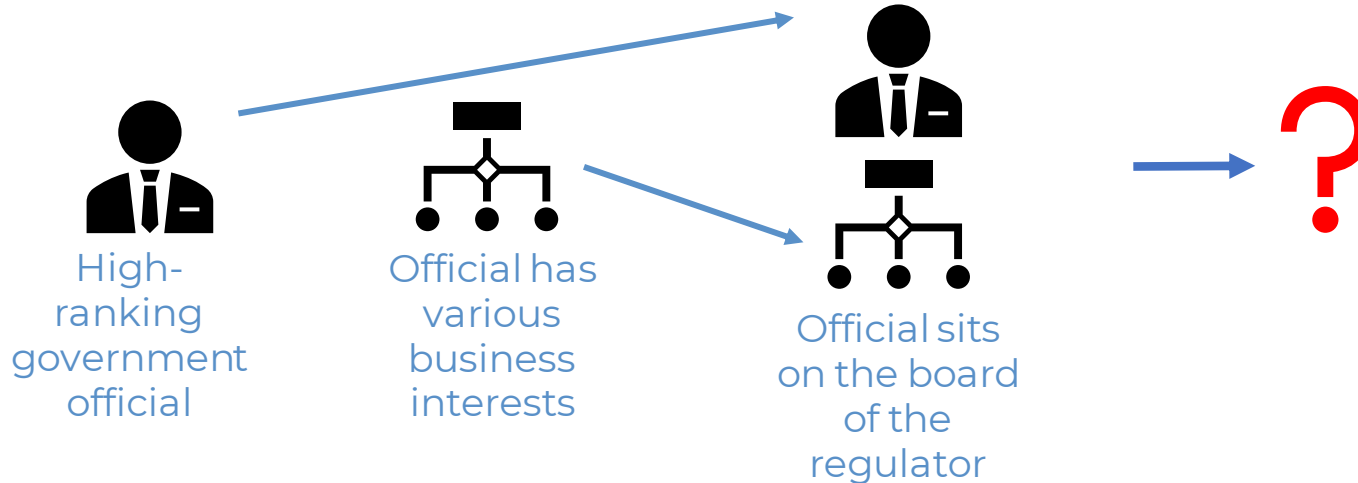 High-
ranking
government
official
Official has
various
business
interests
Official sits
on the board
of the
regulator
?